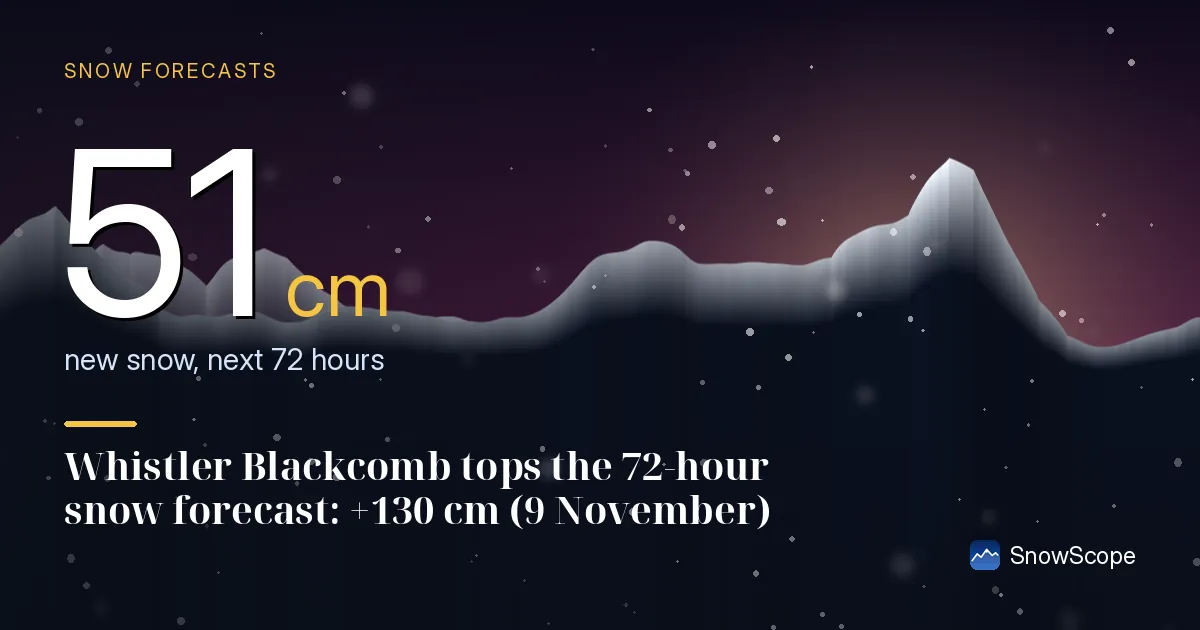 SNOW FORECASTS
51 cm
new snow, next 72 hours
Whistler Blackcomb tops the 72-hour
snow forecast: +130 cm (9 November)
SnowScope